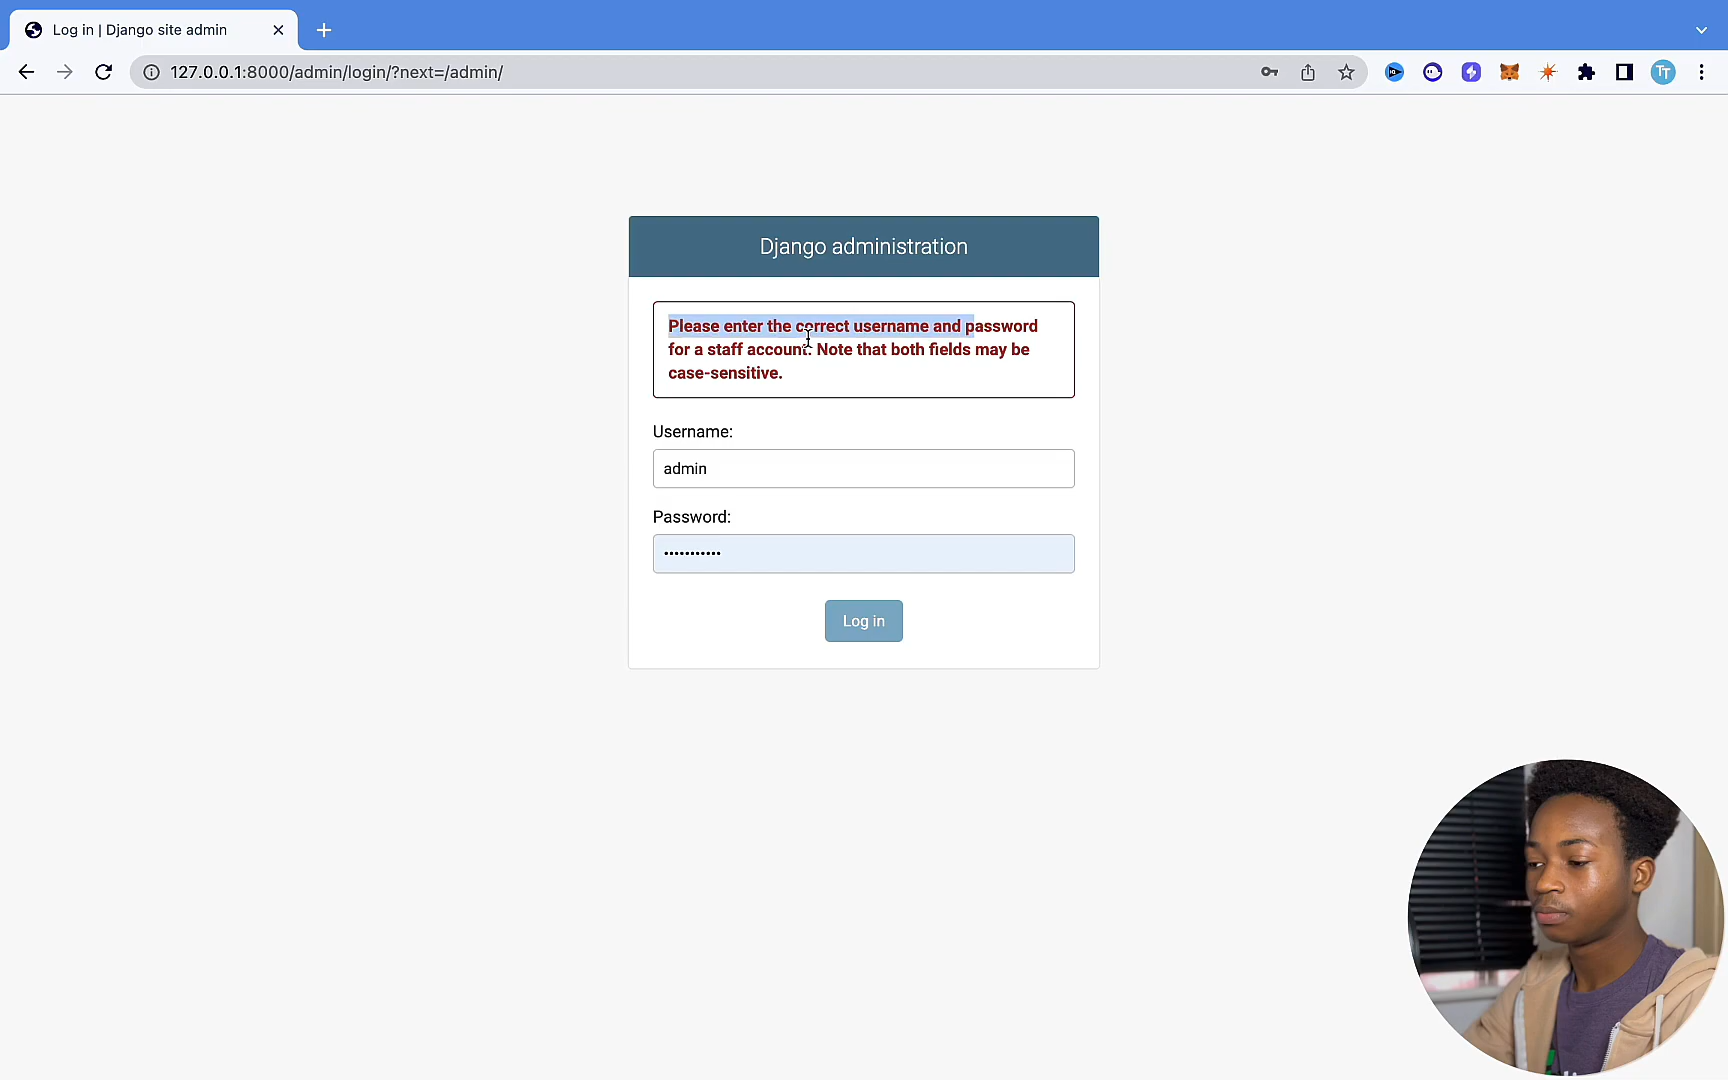 Log in | Django site admin
127.0.0.1:8000/admin/login/?next=/admin/
TT
Django administration
Please enter the correct username and password
for a staff account. Note that both fields may be
case-sensitive.
Username:
admin
Password:
•••••••••••
Log in